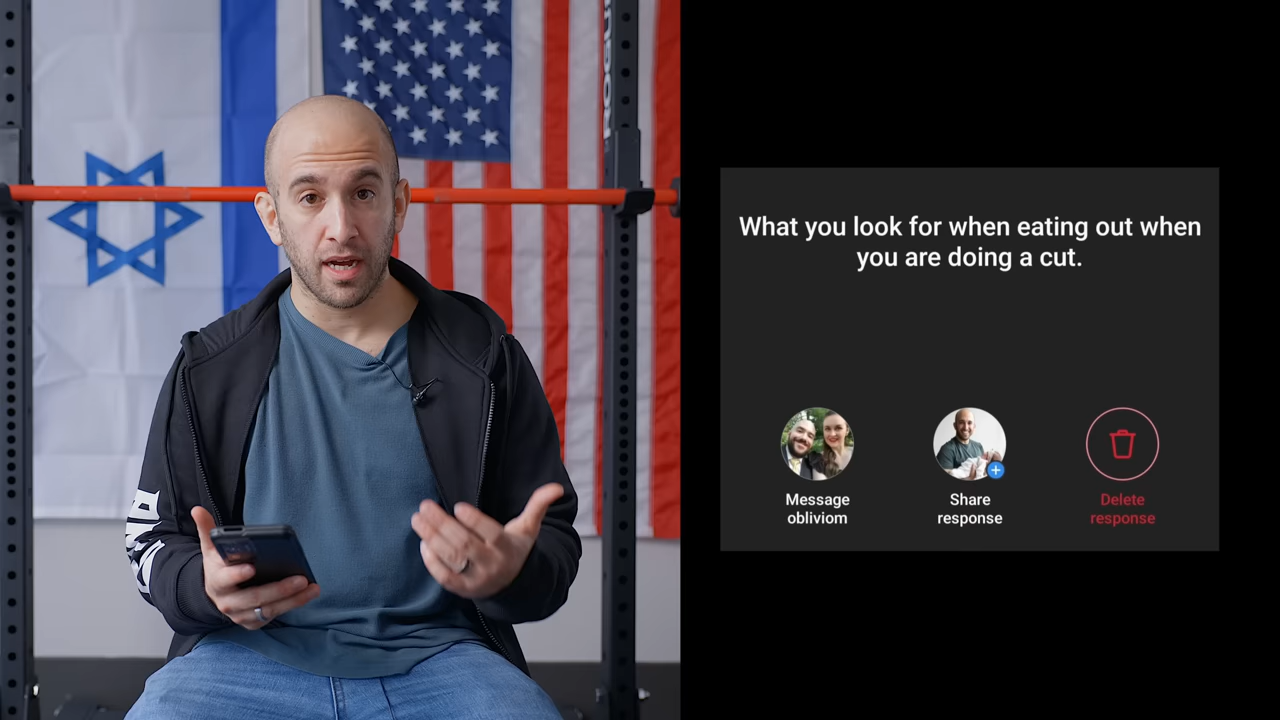 What you look for when eating out when
you are doing a cut.
Message
obliviom
Share
response
Delete
response